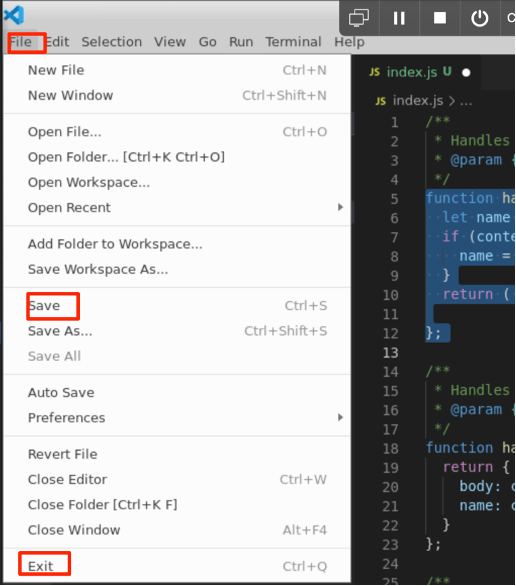 File Edit Selection View Go Run Terminal Help
New File Ctrl+N
New Window Ctrl+Shift+N
Open File... Ctrl+O
Open Folder... [Ctrl+K Ctrl+O]
Open Workspace...
Open Recent
Add Folder to Workspace...
Save Workspace As...
Save Ctrl+S
Save As... Ctrl+Shift+S
Save All
Auto Save
Preferences
Revert File
Close Editor Ctrl+W
Close Folder [Ctrl+K F]
Close Window Alt+F4
Exit Ctrl+Q
JS index.js U
JS index.js > ...
1 /**
2 * Handles
3 * @param {
4 */
5 function ha
6 let name
7 if (conte
8 name =
9 }
10 return (
11
12 };
13
14 /**
15 * Handles
16 * @param {
17 */
18 function ha
19 return {
20 body: c
21 name: c
22 }
23 };
24
25 /**